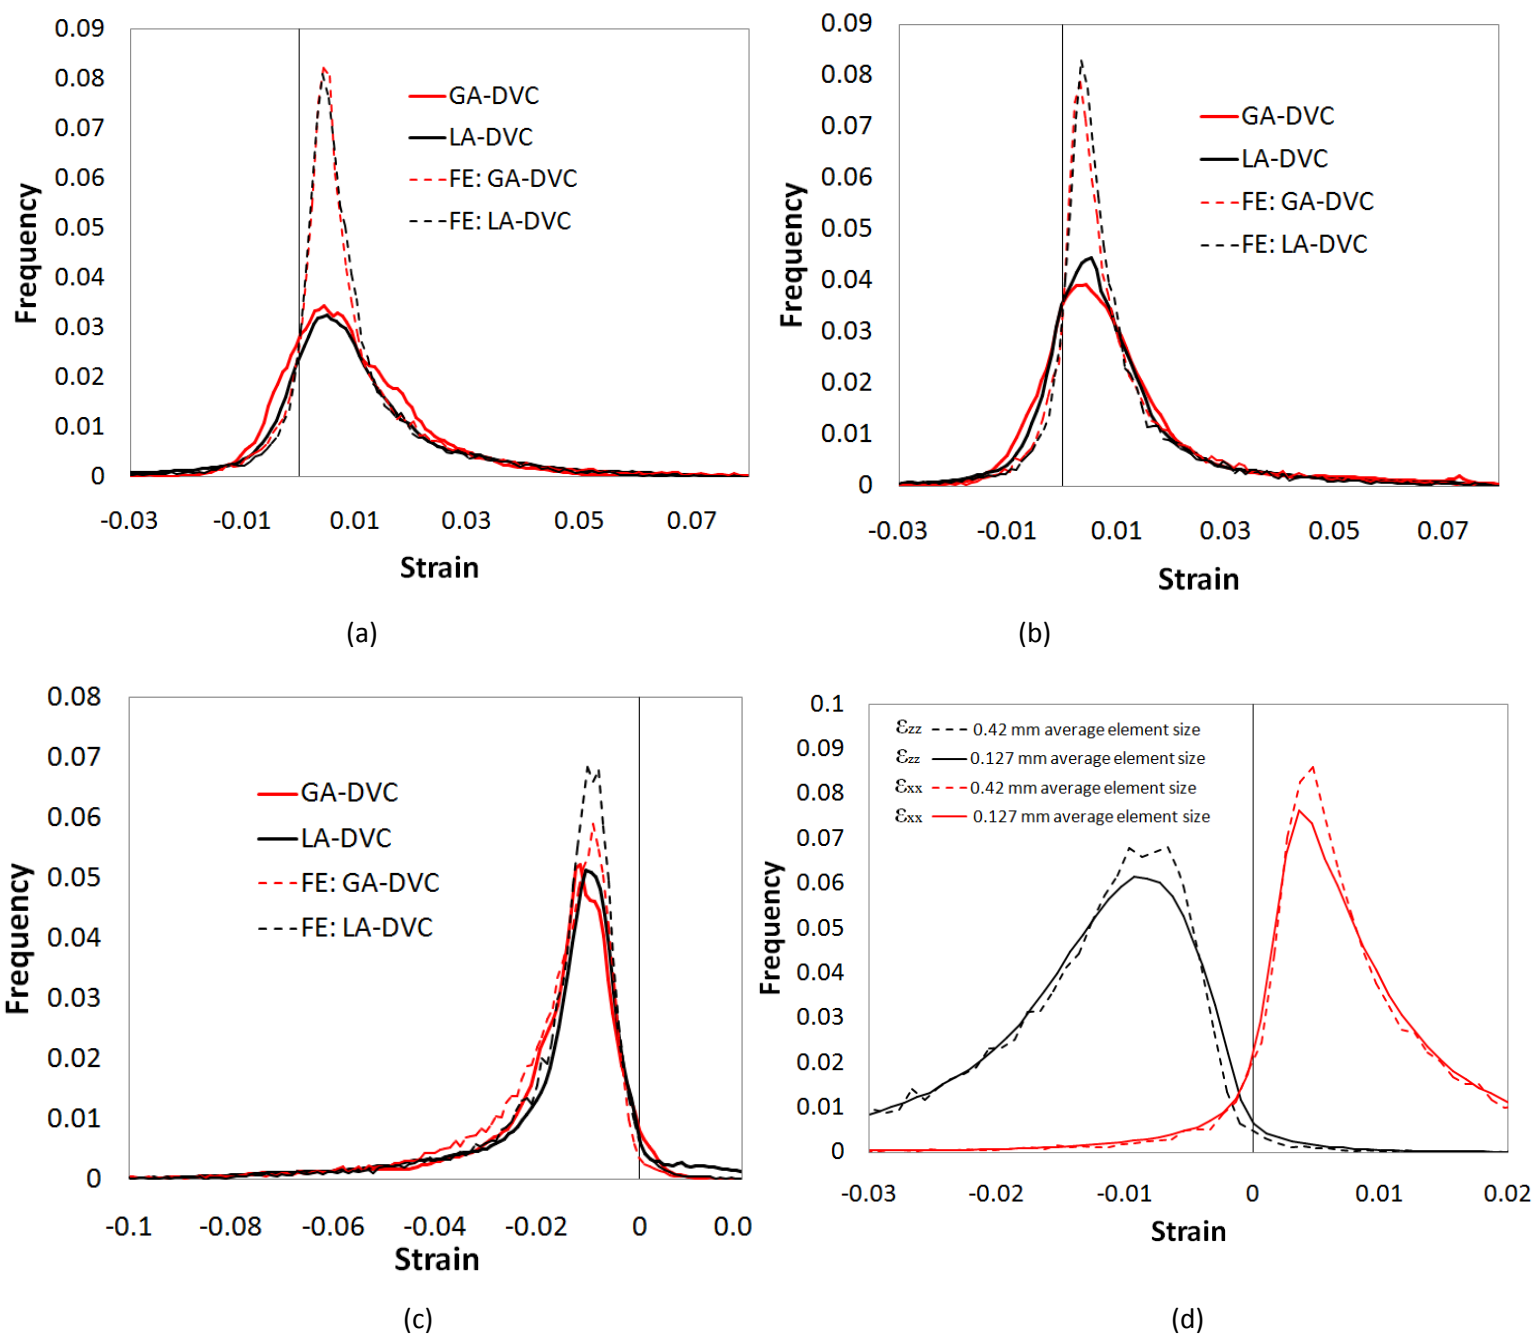 0.09
0.08
0.07
0.06
0.05
0.04
0.03
0.02
0.01
0
Frequency
GA-DVC
LA-DVC
FE: GA-DVC
FE: LA-DVC
-0.03 -0.01 0.01 0.03 0.05 0.07
Strain
(a)
0.09
0.08
0.07
0.06
0.05
0.04
0.03
0.02
0.01
0
Frequency
GA-DVC
LA-DVC
FE: GA-DVC
FE: LA-DVC
-0.03 -0.01 0.01 0.03 0.05 0.07
Strain
(b)
0.08
0.07
0.06
0.05
0.04
0.03
0.02
0.01
0
Frequency
GA-DVC
LA-DVC
FE: GA-DVC
FE: LA-DVC
-0.1 -0.08 -0.06 -0.04 -0.02 0 0.0
Strain
(c)
0.1
0.09
0.08
0.07
0.06
0.05
0.04
0.03
0.02
0.01
0
Frequency
εzz 0.42 mm average element size
εzz 0.127 mm average element size
εxx 0.42 mm average element size
εxx 0.127 mm average element size
-0.03 -0.02 -0.01 0 0.01 0.02
Strain
(d)